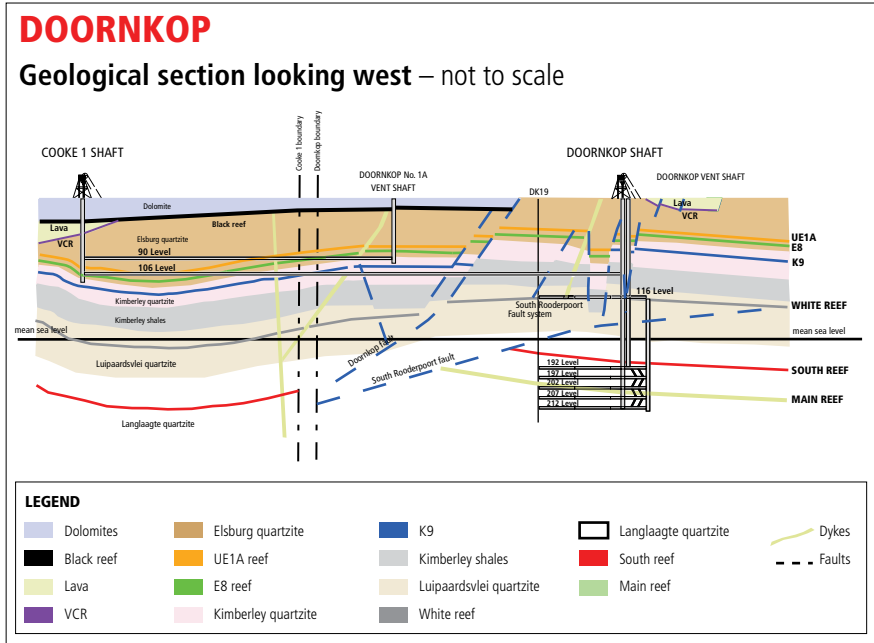 DOORNKOP
Geological section looking west – not to scale
Cooke 1 boundary
Doornkop boundary
COOKE 1 SHAFT
DOORNKOP SHAFT
DOORNKOP No. 1A
VENT SHAFT
DOORNKOP VENT SHAFT
DK19
Dolomite
Lava
VCR
Black reef
Lava
VCR
Elsburg quartzite
90 Level
106 Level
UE1A
E8
K9
116 Level
Kimberley quartzite
South Rooderpoort
Fault system
WHITE REEF
Kimberley shales
mean sea level
mean sea level
Doornkop fault
Luipaardsvlei quartzite
South Rooderpoort fault
192 Level
197 Level
202 Level
207 Level
212 Level
SOUTH REEF
MAIN REEF
Langlaagte quartzite
LEGEND
Dolomites
Elsburg quartzite
K9
Langlaagte quartzite
Dykes
Black reef
UE1A reef
Kimberley shales
South reef
Faults
Lava
E8 reef
Luipaardsvlei quartzite
Main reef
VCR
Kimberley quartzite
White reef